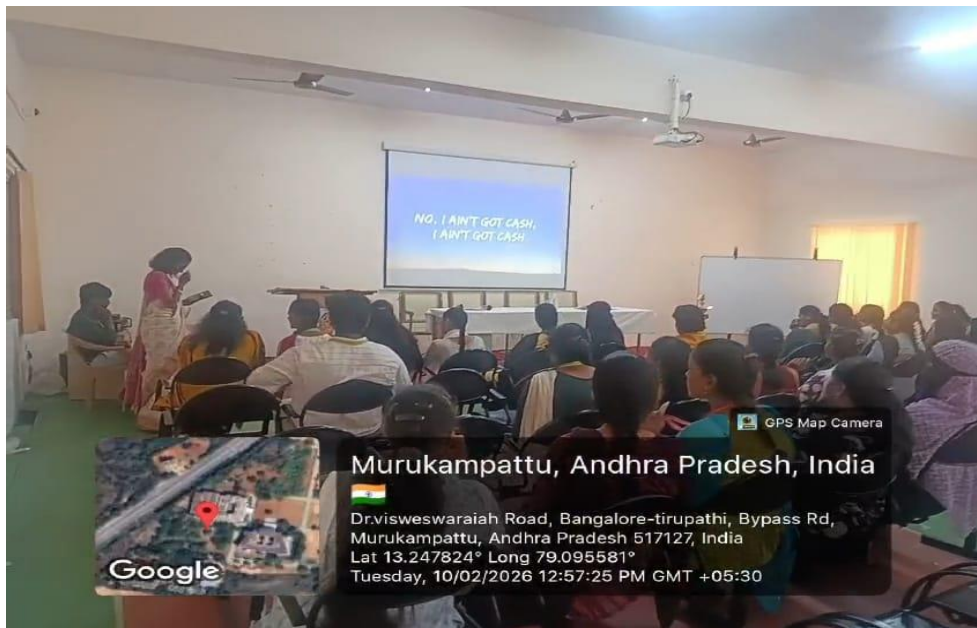 NO, I AIN'T GOT CASH,
I AIN'T GOT CASH
GPS Map Camera
Murukampattu, Andhra Pradesh, India
Dr.visweswaraiah Road, Bangalore-tirupathi, Bypass Rd,
Murukampattu, Andhra Pradesh 517127, India
Lat 13.247824° Long 79.095581°
Tuesday, 10/02/2026 12:57:25 PM GMT +05:30
Google